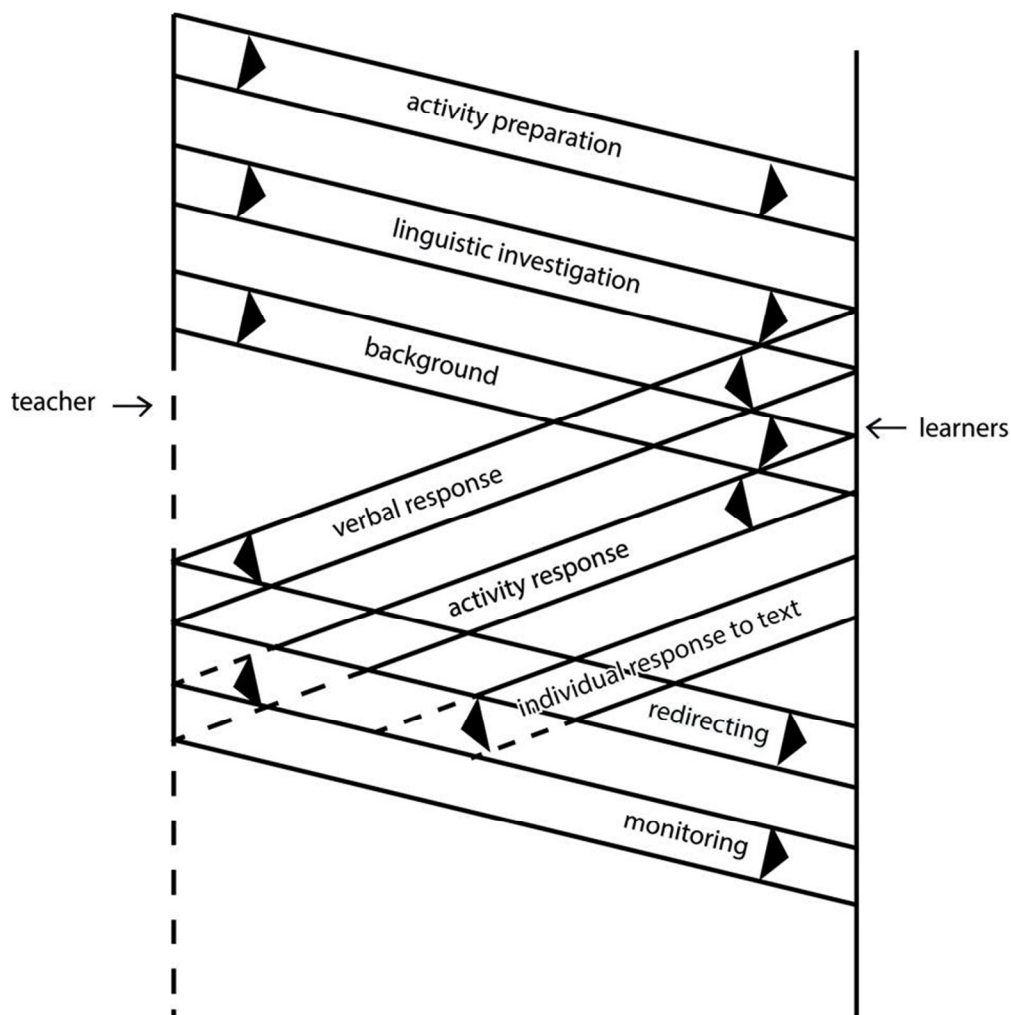 activity preparation
linguistic investigation
background
teacher
learners
verbal response
activity response
individual response to text
redirecting
monitoring